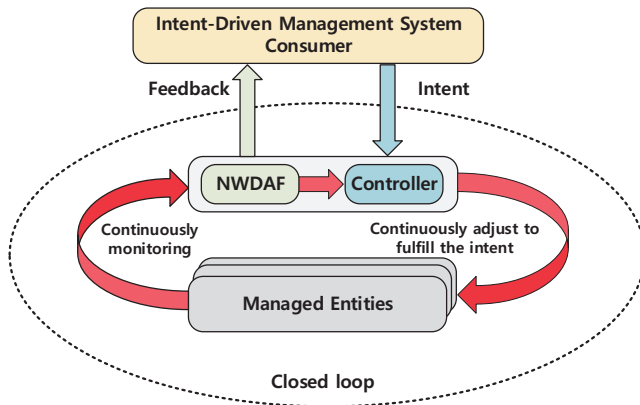 Intent-Driven Management System
Consumer
Feedback
Intent
NWDAF
Controller
Continuously
monitoring
Continuously adjust to
fulfill the intent
Managed Entities
Closed loop